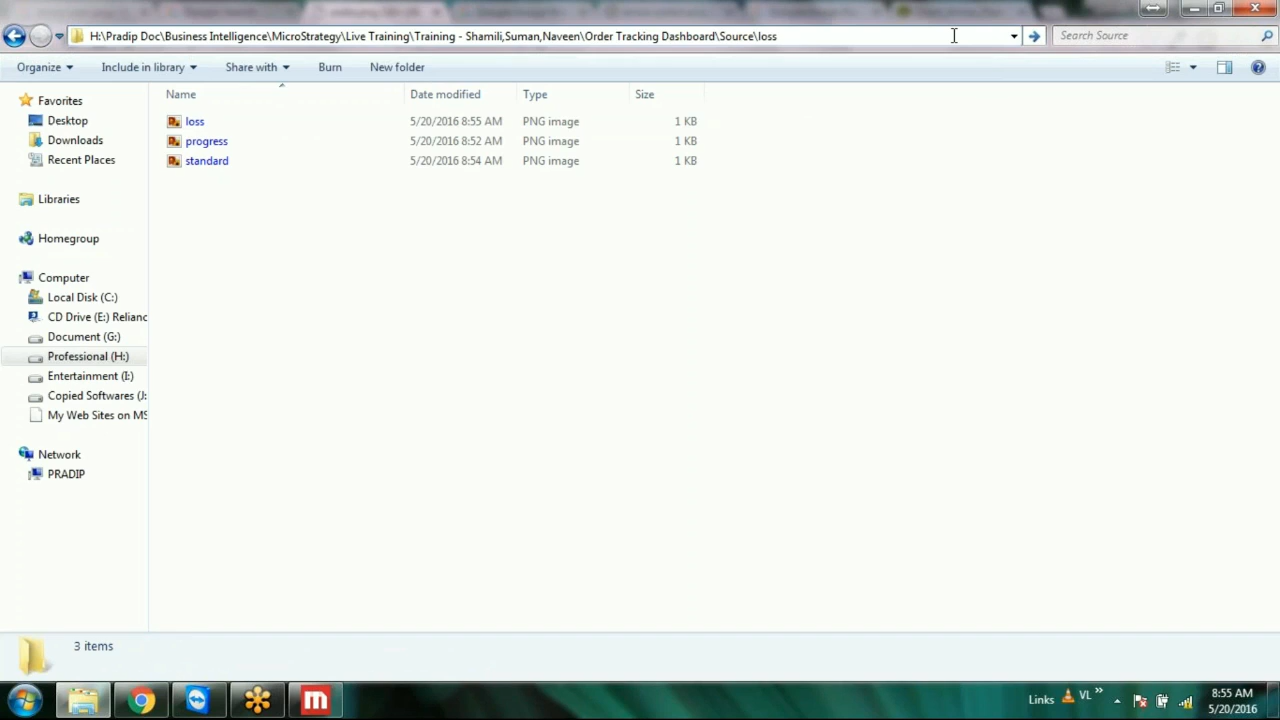 H:\Pradip Doc\Business Intelligence\MicroStrategy\Live Training\Training - Shamili,Suman,Naveen\Order Tracking Dashboard\Source\loss
Search Source
Organize
Include in library
Share with
Burn
New folder
Name
Date modified
Type
Size
loss 5/20/2016 8:55 AM PNG image 1 KB
progress 5/20/2016 8:52 AM PNG image 1 KB
standard 5/20/2016 8:54 AM PNG image 1 KB
Favorites
Desktop
Downloads
Recent Places
Libraries
Homegroup
Computer
Local Disk (C:)
CD Drive (E:) Relianc
Document (G:)
Professional (H:)
Entertainment (I:)
Copied Softwares (J:
My Web Sites on MS
Network
PRADIP
3 items
Links
VL
8:55 AM
5/20/2016